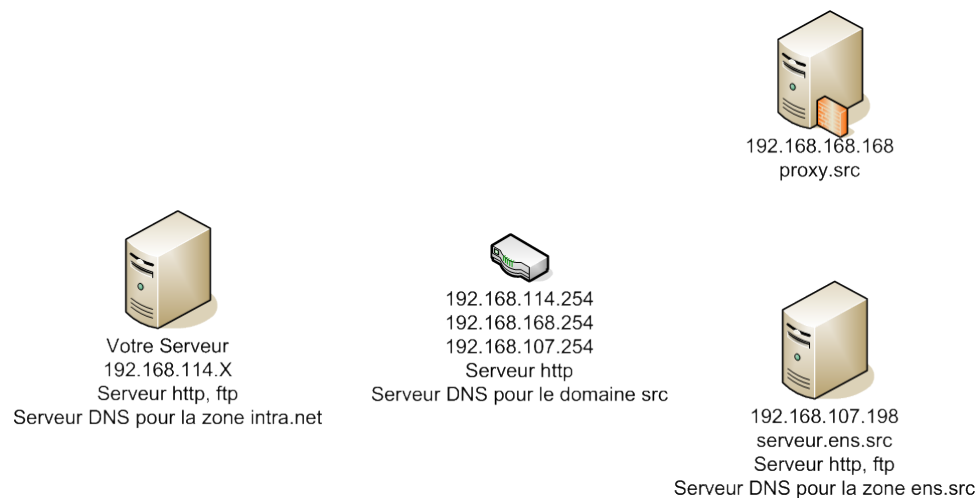 192.168.168.168
proxy.src
Votre Serveur
192.168.114.X
Serveur http, ftp
Serveur DNS pour la zone intra.net
192.168.114.254
192.168.168.254
192.168.107.254
Serveur http
Serveur DNS pour le domaine src
192.168.107.198
serveur.ens.src
Serveur http, ftp
Serveur DNS pour la zone ens.src